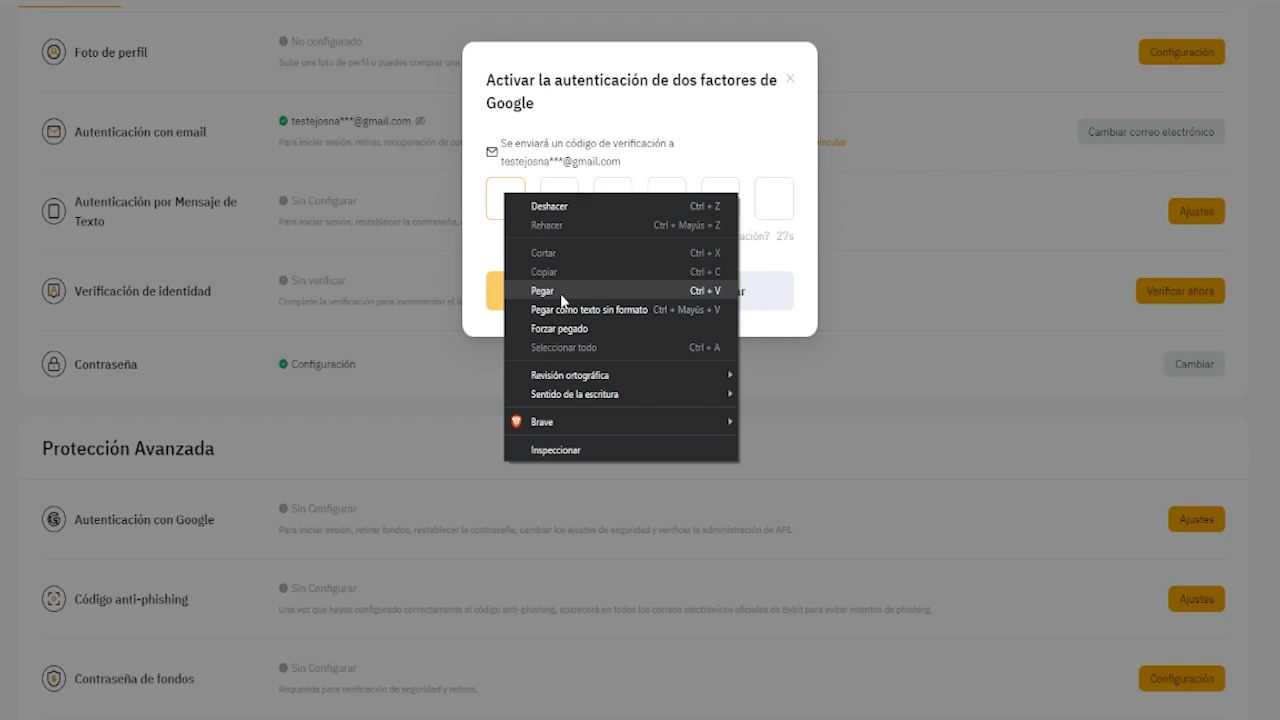 Foto de perfil
No configurado
Sube una foto de perfil o puedes comprar una
Configuración
Activar la autenticación de dos factores de
Google
Autenticación con email
testejosna***@gmail.com
Para iniciar sesión, retirar, recuperación de con
incular
Cambiar correo electrónico
Se enviará un código de verificación a
testejosna***@gmail.com
Autenticación por Mensaje de
Texto
Sin Configurar
Para iniciar sesión, restablecer la contraseña,
Ajustes
ación? 27s
ar
Deshacer Ctrl + Z
Rehacer Ctrl + Mayús + Z
Cortar Ctrl + X
Copiar Ctrl + C
Pegar Ctrl + V
Pegar como texto sin formato Ctrl + Mayús + V
Forzar pegado
Seleccionar todo Ctrl + A
Revisión ortográfica
Sentido de la escritura
Brave
Inspeccionar
Verificación de identidad
Sin verificar
Complete la verificación para incrementar el lí
Verificar ahora
Contraseña
Configuración
Cambiar
Protección Avanzada
Autenticación con Google
Sin Configurar
Para iniciar sesión, retirar fondos, restablecer la contraseña, cambiar los ajustes de seguridad y verificar la administración de API.
Ajustes
Código anti-phishing
Sin Configurar
Una vez que hayas configurado correctamente el código anti-phishing, aparecerá en todos los correos electrónicos oficiales de Bybit para evitar intentos de phishing.
Ajustes
Contraseña de fondos
Sin Configurar
Requerida para verificación de seguridad y retiros.
Configuración